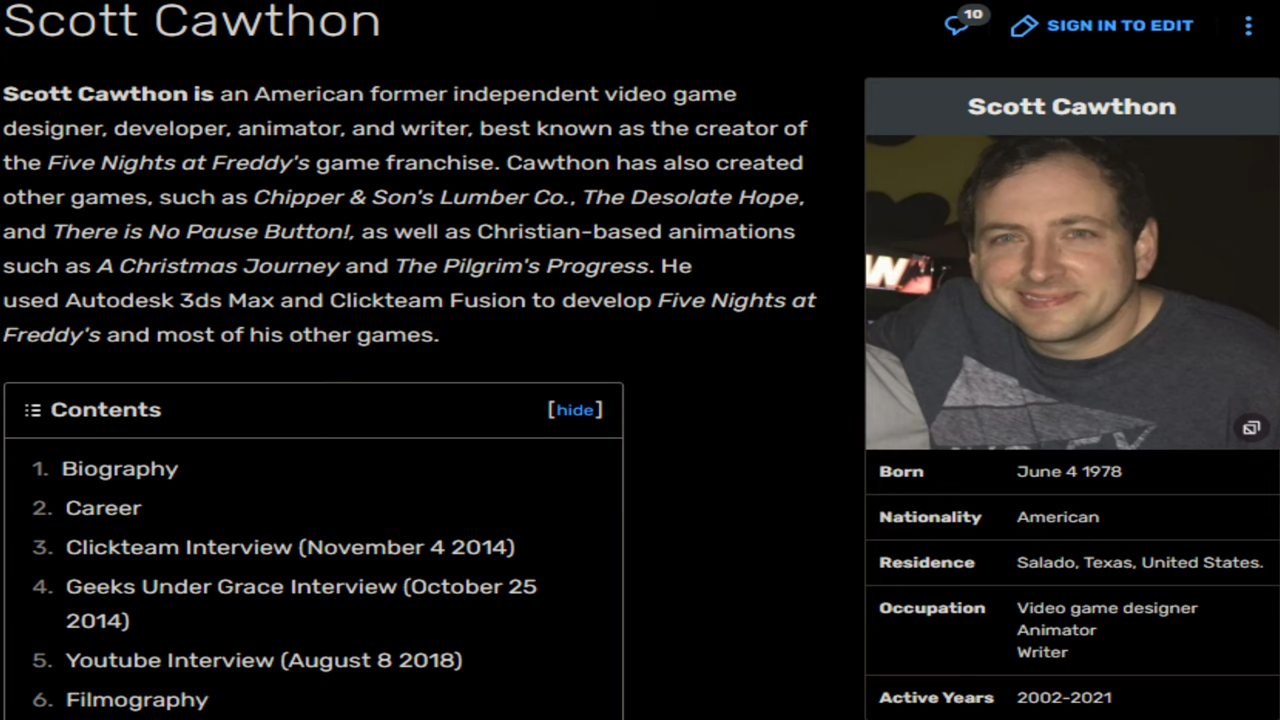 Scott Cawthon
10
SIGN IN TO EDIT
Scott Cawthon is an American former independent video game
designer, developer, animator, and writer, best known as the creator of
the Five Nights at Freddy's game franchise. Cawthon has also created
other games, such as Chipper & Son's Lumber Co., The Desolate Hope,
and There is No Pause Button!, as well as Christian-based animations
such as A Christmas Journey and The Pilgrim's Progress. He
used Autodesk 3ds Max and Clickteam Fusion to develop Five Nights at
Freddy's and most of his other games.
Contents [hide]
1. Biography
2. Career
3. Clickteam Interview (November 4 2014)
4. Geeks Under Grace Interview (October 25
2014)
5. Youtube Interview (August 8 2018)
6. Filmography
Scott Cawthon
W
Born June 4 1978
Nationality American
Residence Salado, Texas, United States.
Occupation Video game designer
Animator
Writer
Active Years 2002-2021